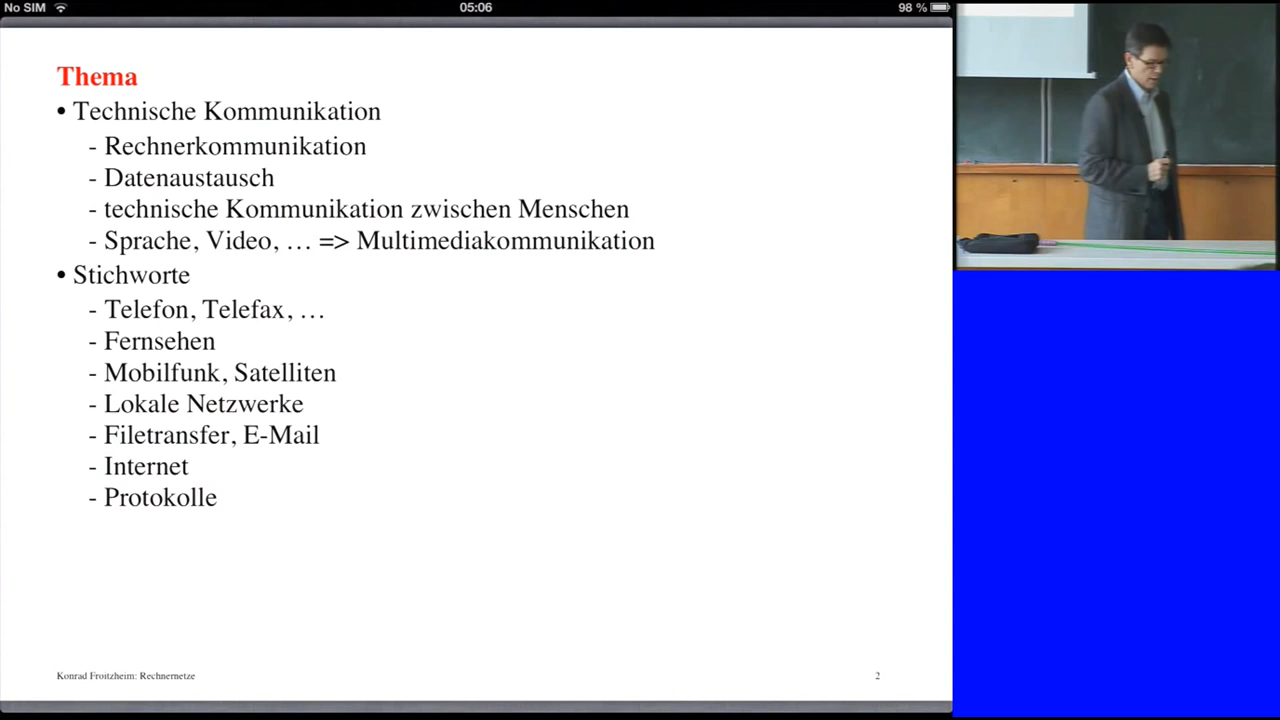 No SIM 05:06 98 %
Thema
• Technische Kommunikation
- Rechnerkommunikation
- Datenaustausch
- technische Kommunikation zwischen Menschen
- Sprache, Video, … => Multimediakommunikation
• Stichworte
- Telefon, Telefax, …
- Fernsehen
- Mobilfunk, Satelliten
- Lokale Netzwerke
- Filetransfer, E-Mail
- Internet
- Protokolle
Konrad Froitzheim: Rechnernetze 2